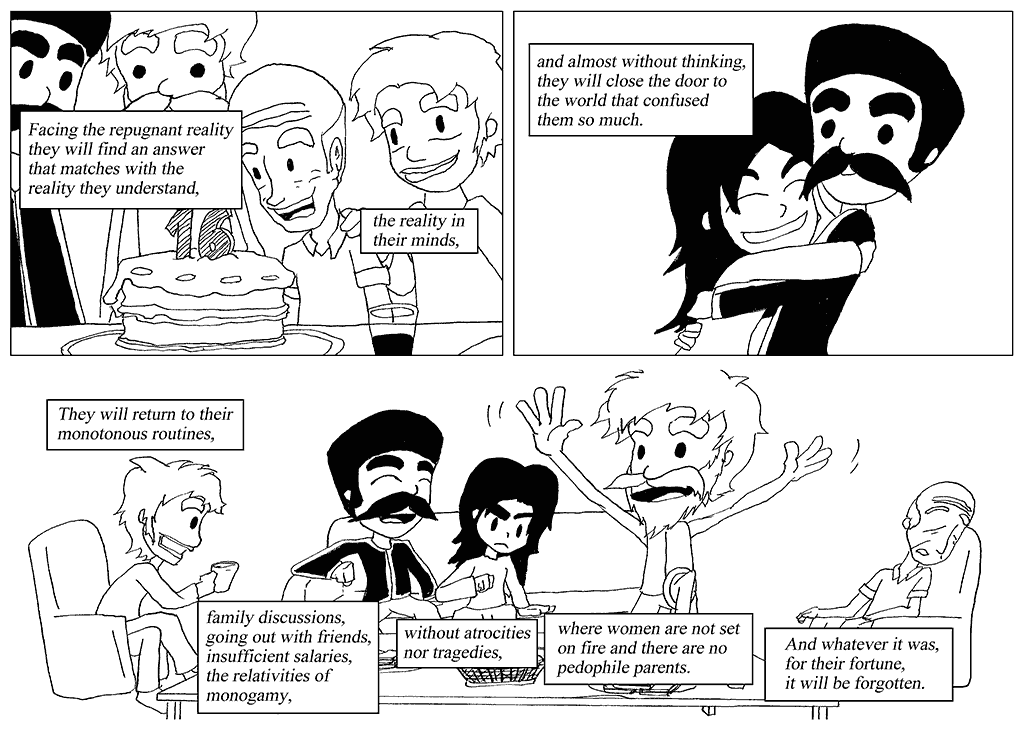 Facing the repugnant reality
they will find an answer
that matches with the
reality they understand,
16
the reality in
their minds,
and almost without thinking,
they will close the door to
the world that confused
them so much.
They will return to their
monotonous routines,
family discussions,
going out with friends,
insufficient salaries,
the relativities of
monogamy,
without atrocities
nor tragedies,
where women are not set
on fire and there are no
pedophile parents.
And whatever it was,
for their fortune,
it will be forgotten.